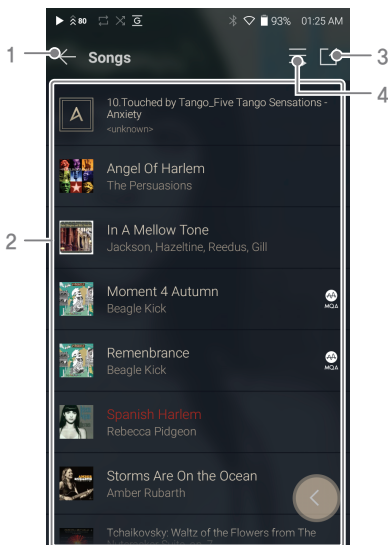 80 G 93% 01:25 AM
1 Songs 3
4
10.Touched by Tango_Five Tango Sensations -
Anxiety
<unknown>
Angel Of Harlem
The Persuasions
2 In A Mellow Tone
Jackson, Hazeltine, Reedus, Gill
Moment 4 Autumn
Beagle Kick
MQA
Remenbrance
Beagle Kick
MQA
Spanish Harlem
Rebecca Pidgeon
Storms Are On the Ocean
Amber Rubarth
Tchaikovsky: Waltz of the Flowers from The